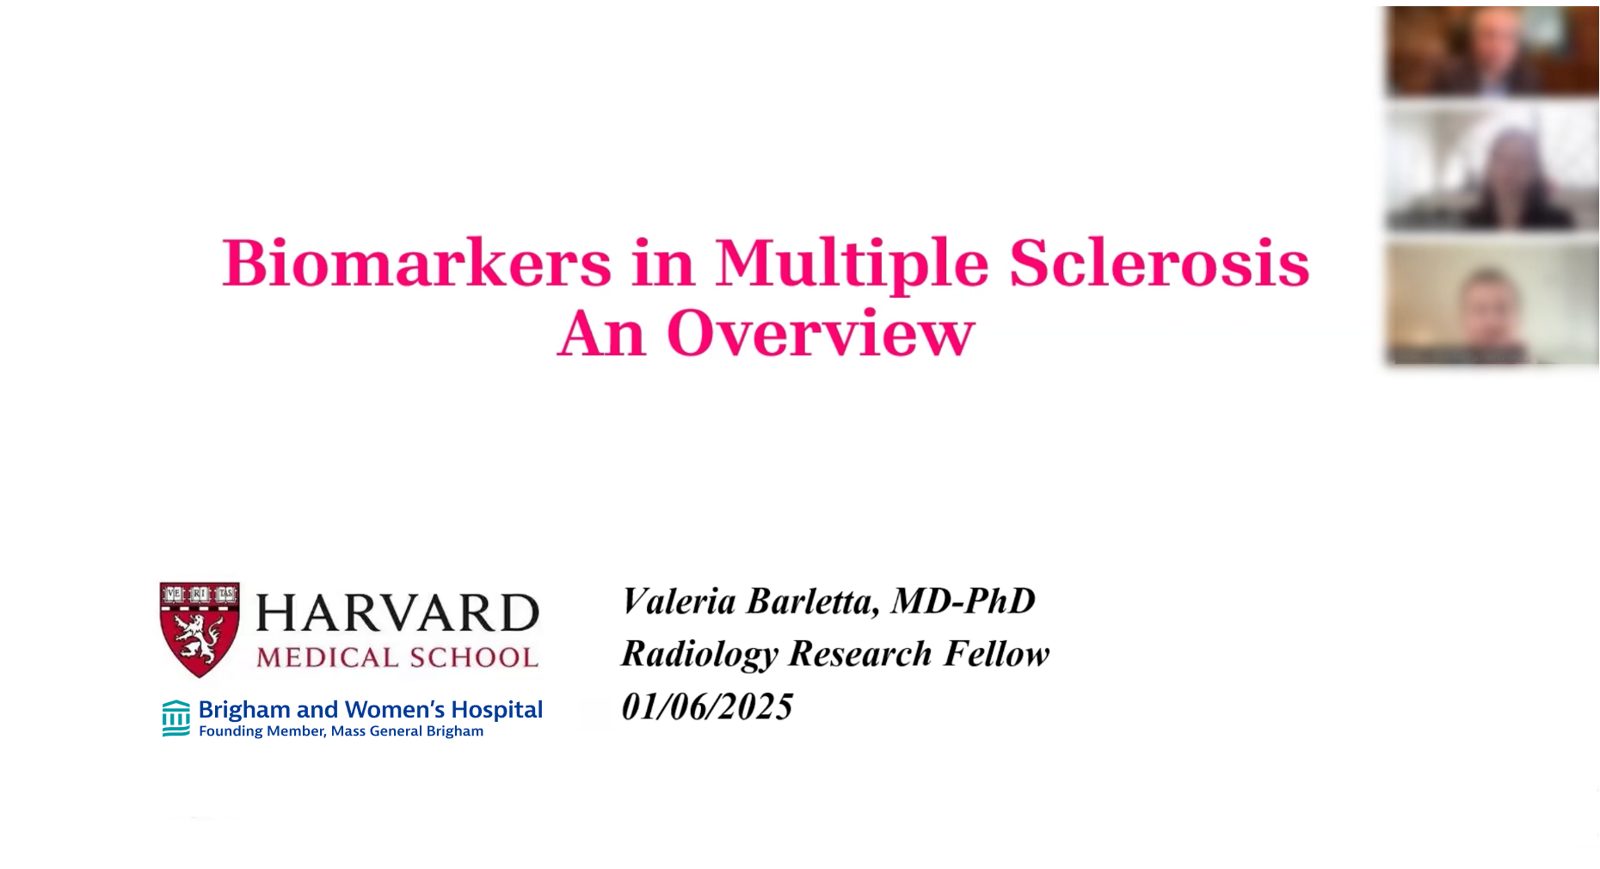 Biomarkers in Multiple Sclerosis
An Overview
VE RI TAS
HARVARD
MEDICAL SCHOOL
Brigham and Women's Hospital
Founding Member, Mass General Brigham
Valeria Barletta, MD-PhD
Radiology Research Fellow
01/06/2025